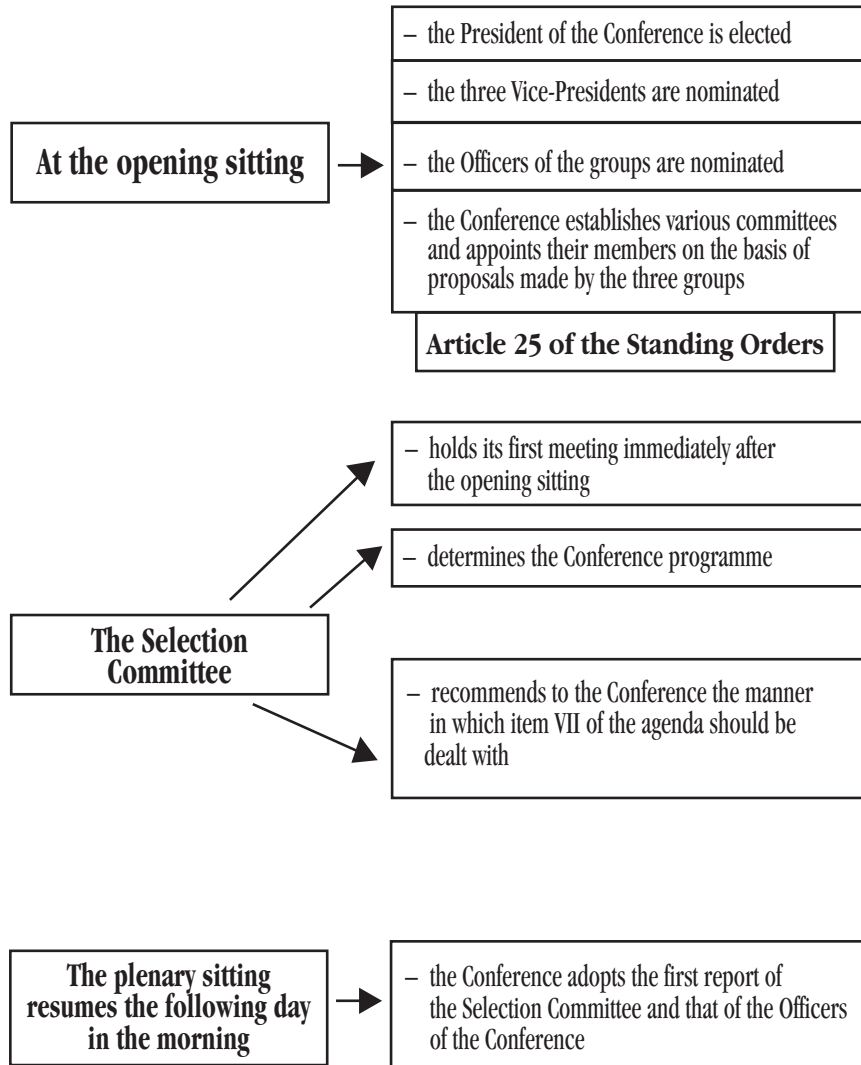 – the President of the Conference is elected
– the three Vice-Presidents are nominated
At the opening sitting
– the Officers of the groups are nominated
– the Conference establishes various committees
and appoints their members on the basis of
proposals made by the three groups
Article 25 of the Standing Orders
– holds its first meeting immediately after
the opening sitting
– determines the Conference programme
The Selection
Committee
– recommends to the Conference the manner
in which item VII of the agenda should be
dealt with
The plenary sitting
resumes the following day
in the morning
– the Conference adopts the first report of
the Selection Committee and that of the Officers
of the Conference